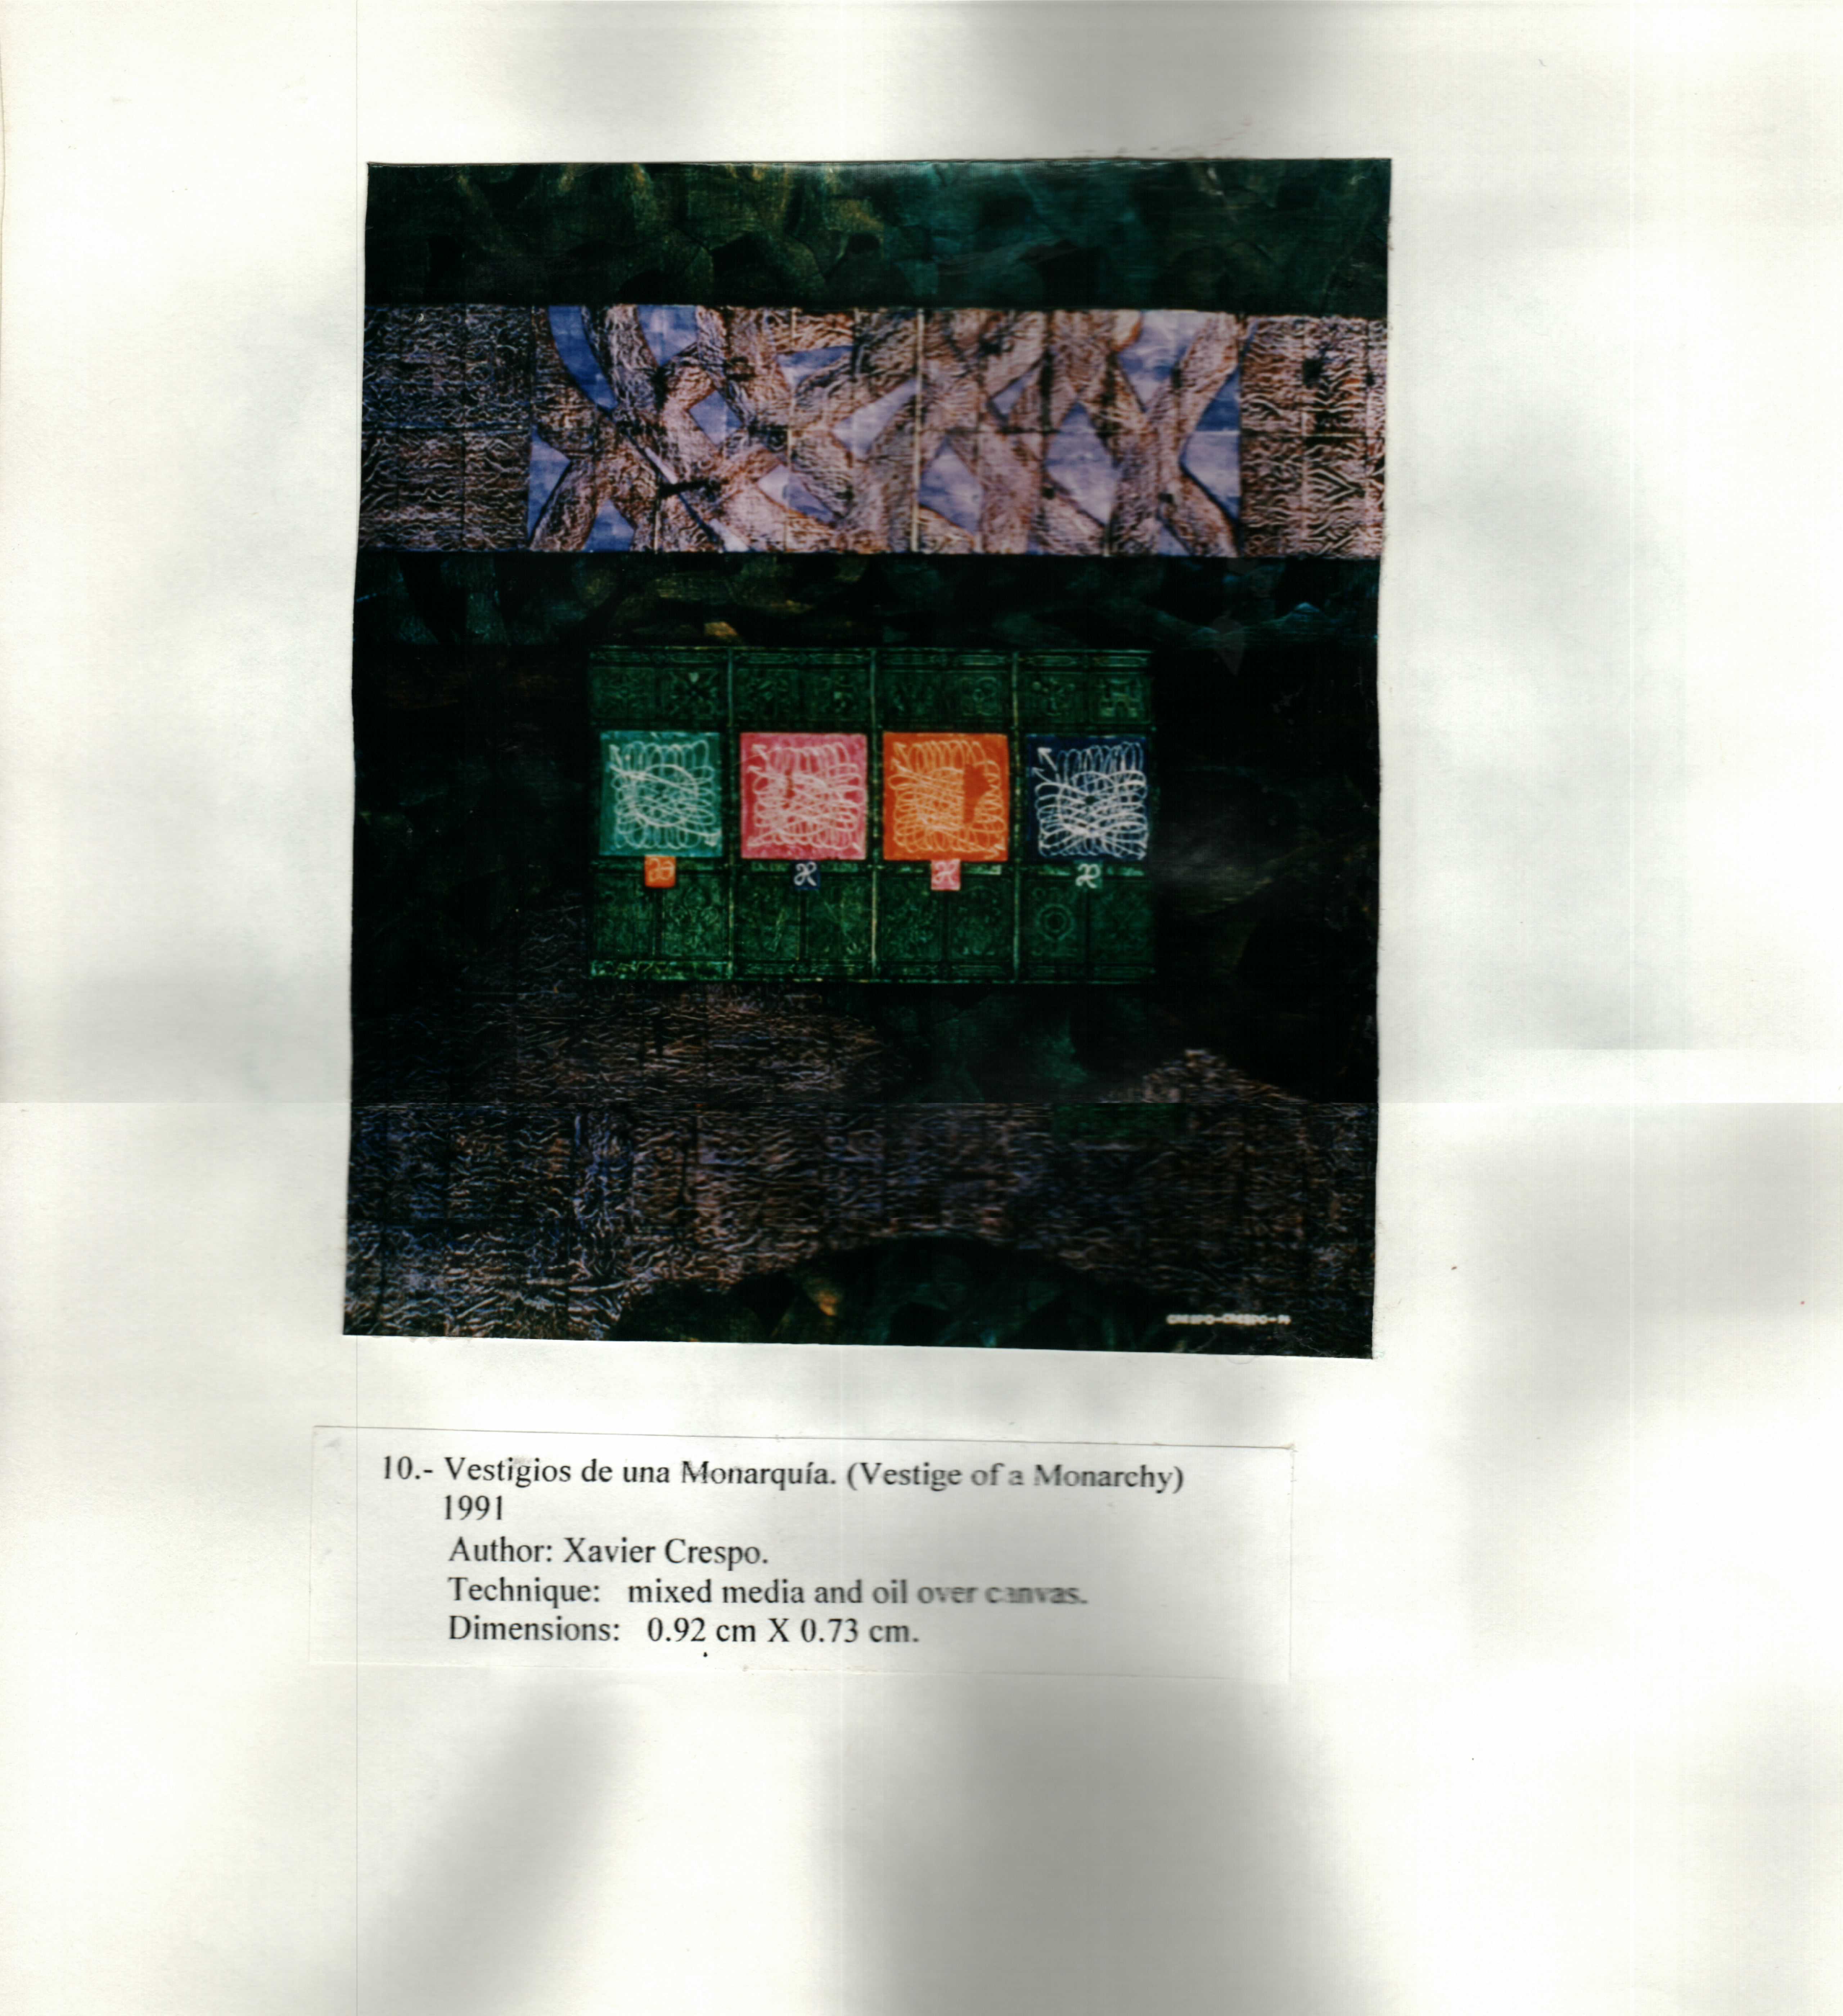 10.- Vestigios de una Monarquía. (Vestige of a Monarchy)
1991
Author: Xavier Crespo.
Technique: mixed media and oil over canvas.
Dimensions: 0.92 cm X 0.73 cm.